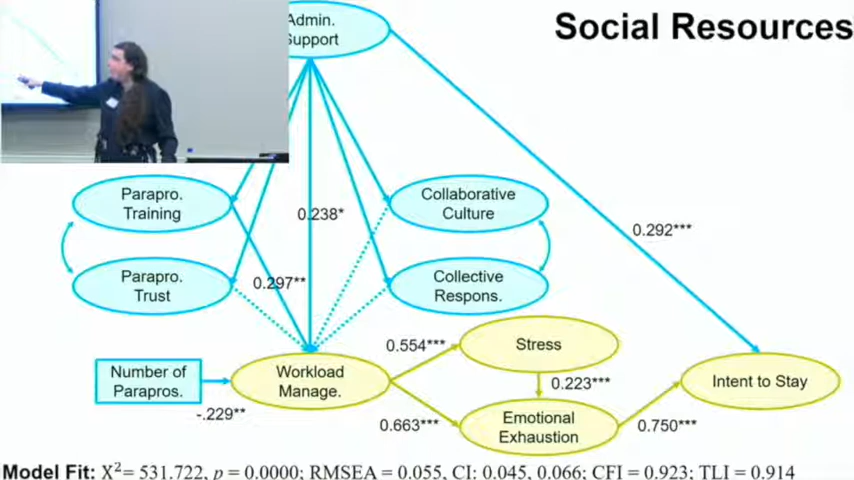 Social Resources
Admin.
Support
Parapro.
Training
Collaborative
Culture
0.238*
0.292***
Parapro.
Trust
0.297**
Collective
Respons.
0.554***
Stress
Number of
Parapros.
Workload
Manage.
0.223***
Intent to Stay
-.229**
0.663***
Emotional
Exhaustion
0.750***
Model Fit: X²= 531.722, p = 0.0000; RMSEA = 0.055, CI: 0.045, 0.066; CFI = 0.923; TLI = 0.914